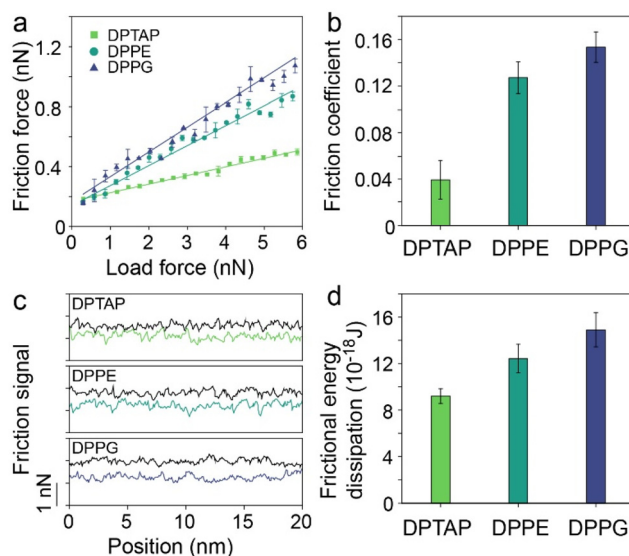 a
DPTAP
DPPE
DPPG
Friction force (nN)
1.2
0.8
0.4
0
0 1 2 3 4 5 6
Load force (nN)
b
Friction coefficient
0.16
0.12
0.08
0.04
DPTAP DPPE DPPG
c
Friction signal
1 nN
DPTAP
DPPE
DPPG
0 5 10 15 20
Position (nm)
d
Frictional energy
dissipation (10⁻¹⁸J)
16
12
8
4
0
DPTAP DPPE DPPG